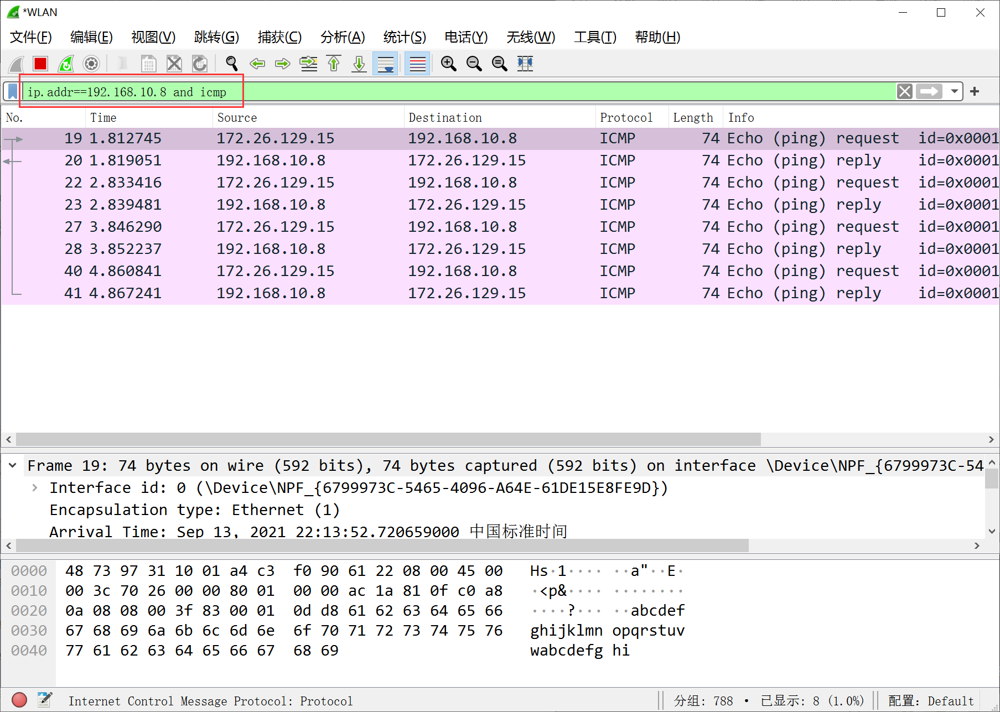 *WLAN
文件(F) 编辑(E) 视图(V) 跳转(G) 捕获(C) 分析(A) 统计(S) 电话(Y) 无线(W) 工具(T) 帮助(H)
ip.addr==192.168.10.8 and icmp
No. Time Source Destination Protocol Length Info
19 1.812745 172.26.129.15 192.168.10.8 ICMP 74 Echo (ping) request id=0x0001
20 1.819051 192.168.10.8 172.26.129.15 ICMP 74 Echo (ping) reply id=0x0001
22 2.833416 172.26.129.15 192.168.10.8 ICMP 74 Echo (ping) request id=0x0001
23 2.839481 192.168.10.8 172.26.129.15 ICMP 74 Echo (ping) reply id=0x0001
27 3.846290 172.26.129.15 192.168.10.8 ICMP 74 Echo (ping) request id=0x0001
28 3.852237 192.168.10.8 172.26.129.15 ICMP 74 Echo (ping) reply id=0x0001
40 4.860841 172.26.129.15 192.168.10.8 ICMP 74 Echo (ping) request id=0x0001
41 4.867241 192.168.10.8 172.26.129.15 ICMP 74 Echo (ping) reply id=0x0001
Frame 19: 74 bytes on wire (592 bits), 74 bytes captured (592 bits) on interface \Device\NPF_{6799973C-54
Interface id: 0 (\Device\NPF_{6799973C-5465-4096-A64E-61DE15E8FE9D})
Encapsulation type: Ethernet (1)
Arrival Time: Sep 13, 2021 22:13:52.720659000 中国标准时间
0000 48 73 97 31 10 01 a4 c3 f0 90 61 22 08 00 45 00 Hs·1···· ··a"··E·
0010 00 3c 70 26 00 00 80 01 00 00 ac 1a 81 0f c0 a8 ·<p&···· ········
0020 0a 08 08 00 3f 83 00 01 0d d8 61 62 63 64 65 66 ····?··· ··abcdef
0030 67 68 69 6a 6b 6c 6d 6e 6f 70 71 72 73 74 75 76 ghijklmn opqrstuv
0040 77 61 62 63 64 65 66 67 68 69 wabcdefg hi
Internet Control Message Protocol: Protocol 分组: 788 · 已显示: 8 (1.0%) 配置: Default